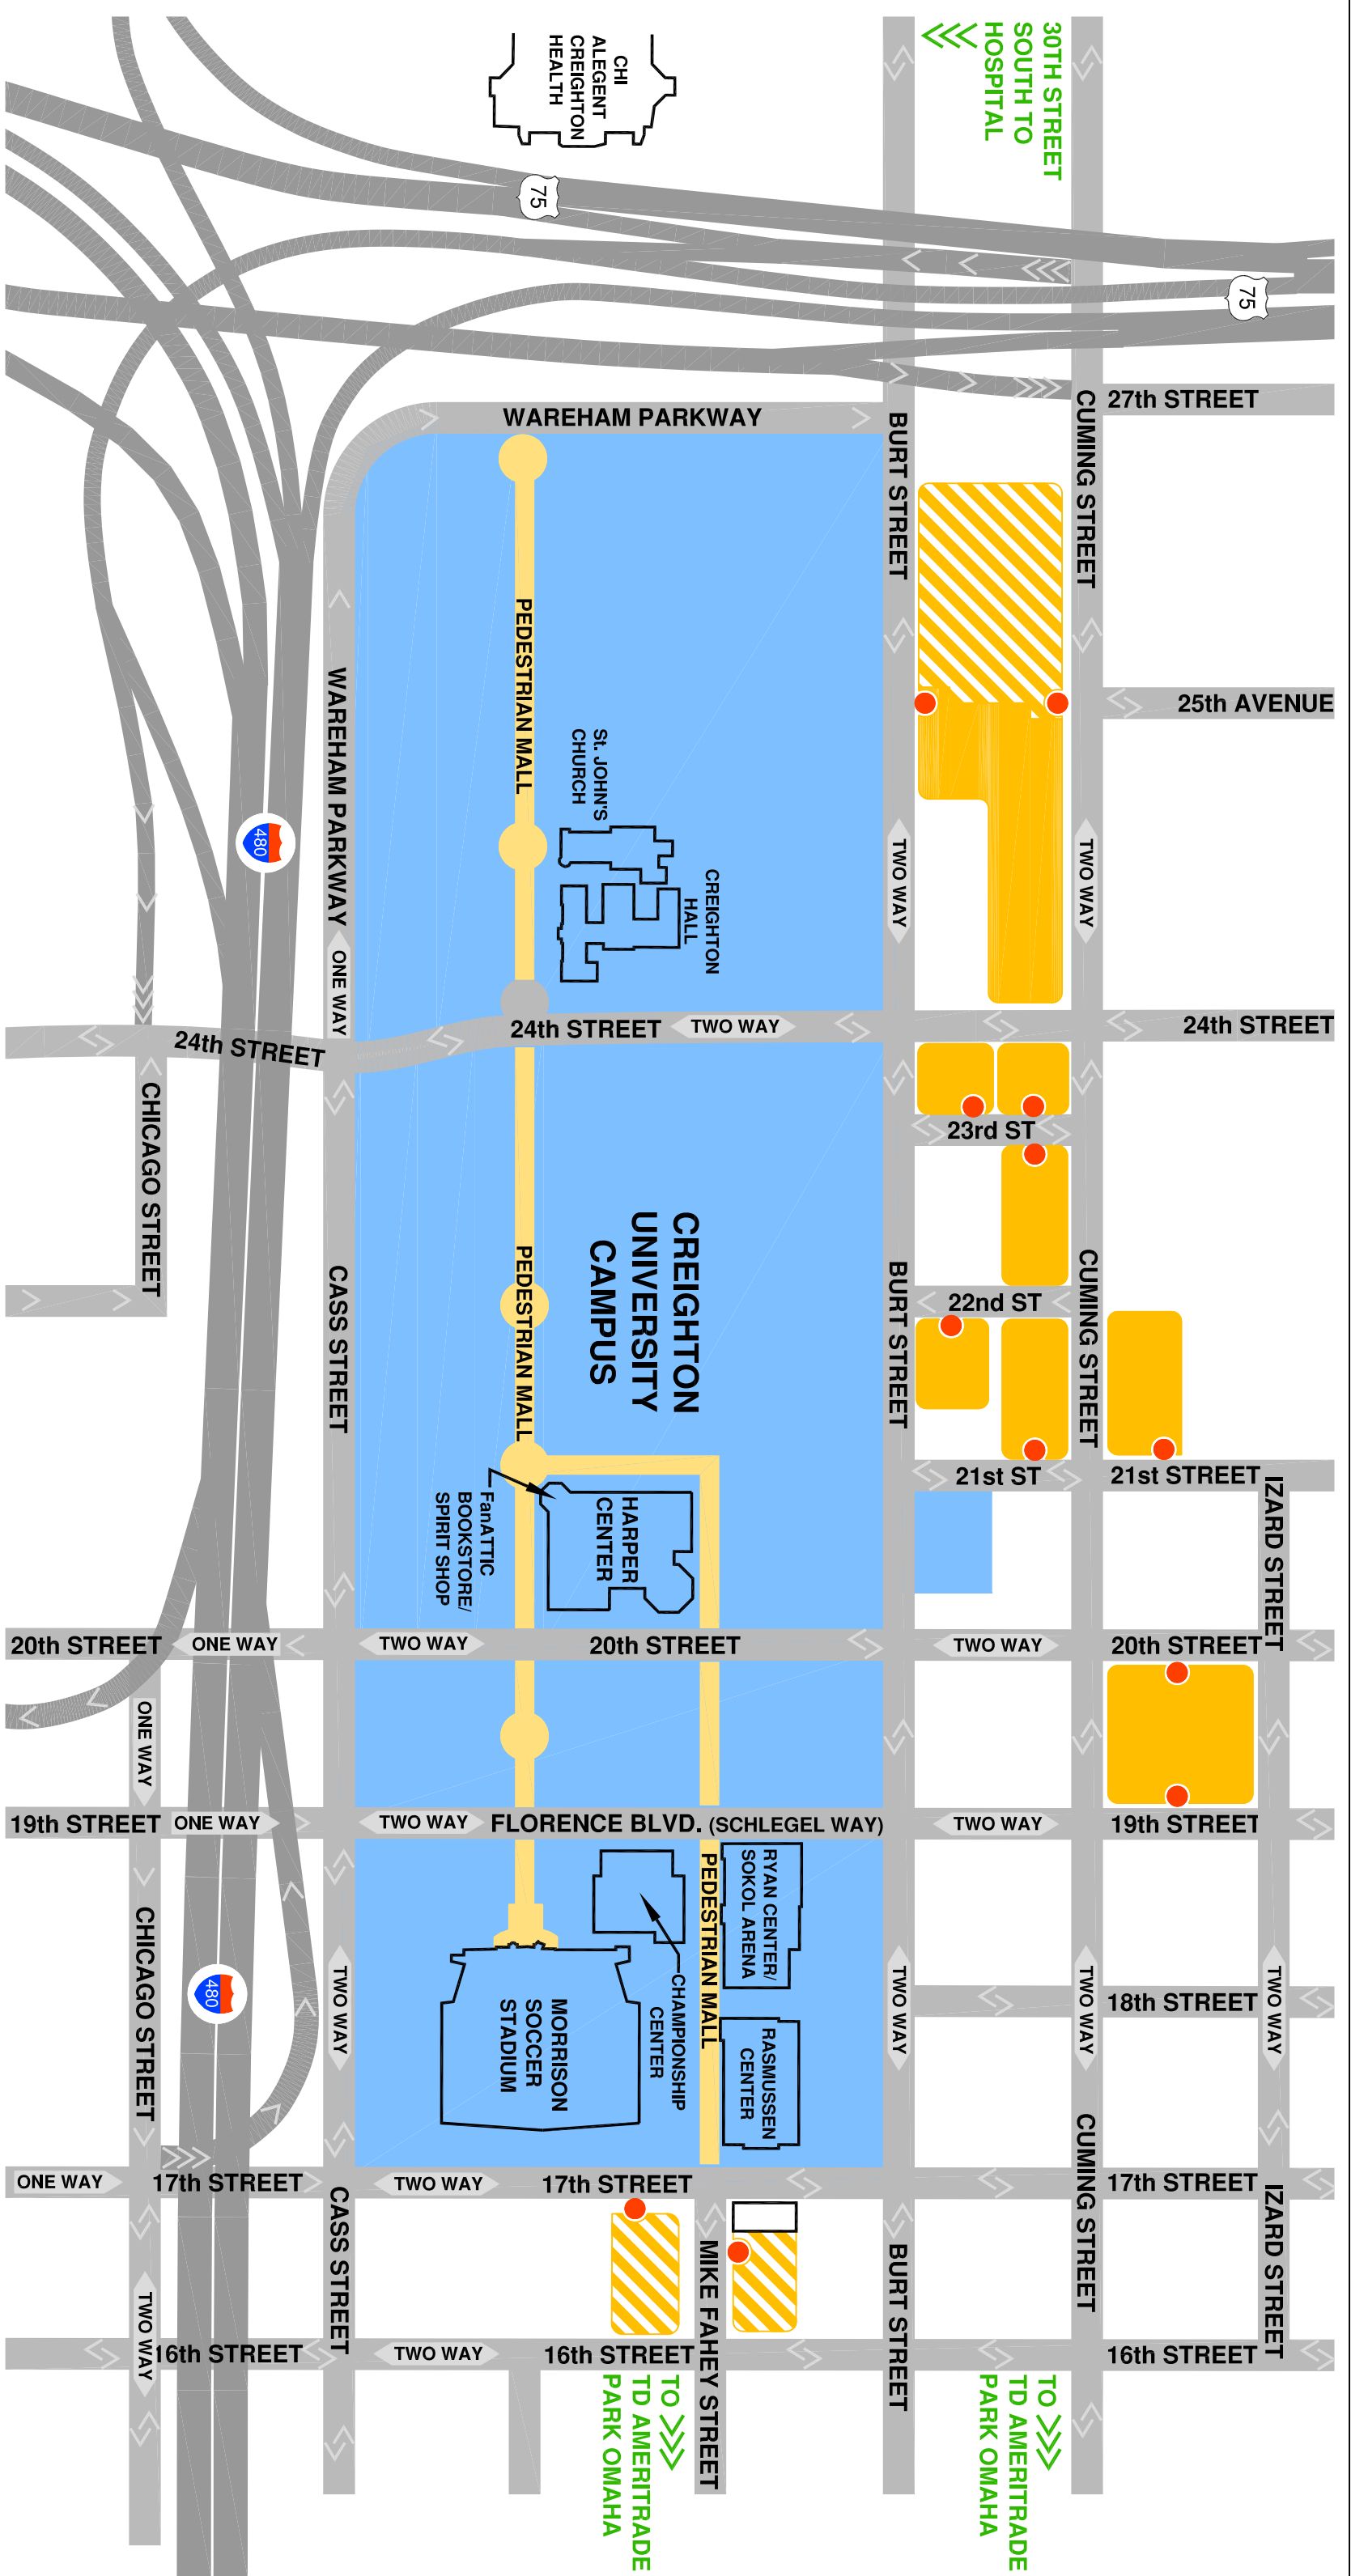 30TH STREET
SOUTH TO
HOSPITAL
CHI
ALEGENT
CREIGHTON
HEALTH
75
75
27th STREET
WAREHAM PARKWAY
BURT STREET
CUMING STREET
PEDESTRIAN MALL
25th AVENUE
WAREHAM PARKWAY
St. JOHN'S
CHURCH
480
TWO WAY
TWO WAY
CREIGHTON
HALL
ONE WAY
24th STREET
24th STREET
TWO WAY
24th STREET
CHICAGO STREET
23rd ST
CREIGHTON
UNIVERSITY
CAMPUS
PEDESTRIAN MALL
CASS STREET
BURT STREET
CUMING STREET
22nd ST
21st ST
21st STREET
IZARD STREET
HARPER
CENTER
FanATTIC
BOOKSTORE/
SPIRIT SHOP
20th STREET
ONE WAY
TWO WAY
20th STREET
TWO WAY
20th STREET
ONE WAY
19th STREET
ONE WAY
TWO WAY
FLORENCE BLVD. (SCHLEGEL WAY)
TWO WAY
19th STREET
RYAN CENTER/
SOKOL ARENA
PEDESTRIAN MALL
CHICAGO STREET
480
TWO WAY
CHAMPIONSHIP
CENTER
MORRISON
SOCCER
STADIUM
RASMUSSEN
CENTER
TWO WAY
TWO WAY
18th STREET
TWO WAY
CUMING STREET
ONE WAY
17th STREET
TWO WAY
17th STREET
17th STREET
CASS STREET
MIKE FAHEY STREET
BURT STREET
IZARD STREET
TWO WAY
16th STREET
TWO WAY
16th STREET
16th STREET
TO
TD AMERITRADE
PARK OMAHA
TO
TD AMERITRADE
PARK OMAHA